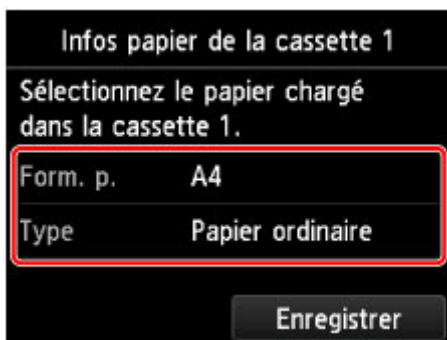 Infos papier de la cassette 1
Sélectionnez le papier chargé
dans la cassette 1.
Form. p. A4
Type Papier ordinaire
Enregistrer